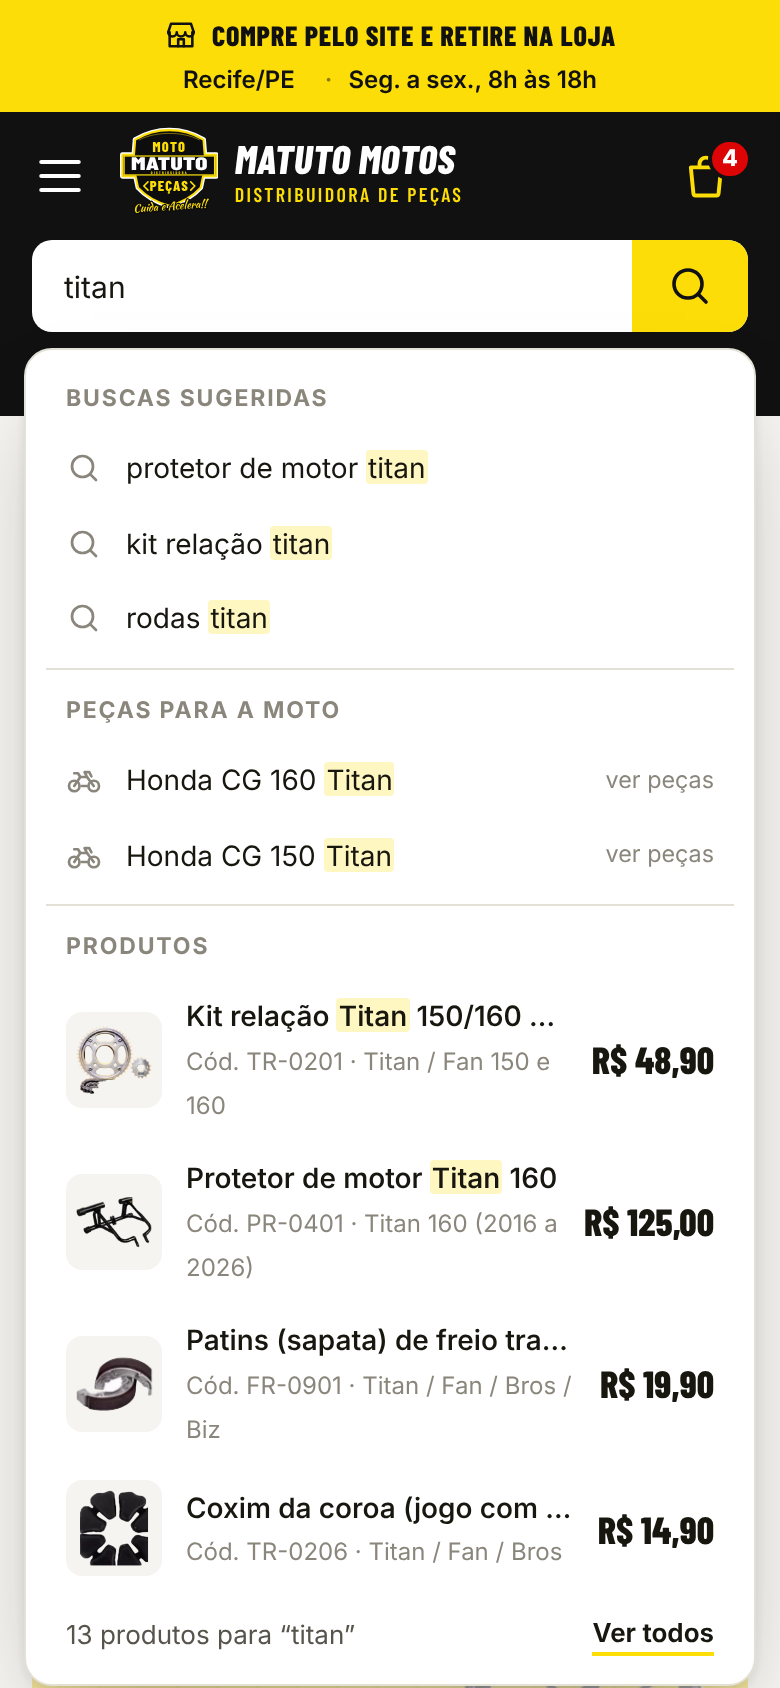 COMPRE PELO SITE E RETIRE NA LOJA
Recife/PE · Seg. a sex., 8h às 18h
MOTO
MATUTO
<PEÇAS>
Cuida e Acelera!!
MATUTO MOTOS
DISTRIBUIDORA DE PEÇAS
4
titan
BUSCAS SUGERIDAS
protetor de motor titan
kit relação titan
rodas titan
PEÇAS PARA A MOTO
Honda CG 160 Titan ver peças
Honda CG 150 Titan ver peças
PRODUTOS
Kit relação Titan 150/160 ...
Cód. TR-0201 · Titan / Fan 150 e
160
R$ 48,90
Protetor de motor Titan 160
Cód. PR-0401 · Titan 160 (2016 a
2026)
R$ 125,00
Patins (sapata) de freio tra...
Cód. FR-0901 · Titan / Fan / Bros /
Biz
R$ 19,90
Coxim da coroa (jogo com ...
Cód. TR-0206 · Titan / Fan / Bros
R$ 14,90
13 produtos para “titan” Ver todos